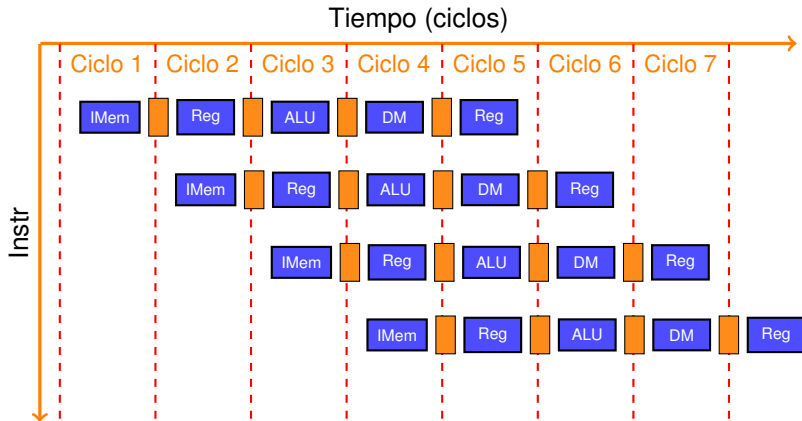 Tiempo (ciclos)
Ciclo 1 Ciclo 2 Ciclo 3 Ciclo 4 Ciclo 5 Ciclo 6 Ciclo 7
Instr
IMem Reg ALU DM Reg
IMem Reg ALU DM Reg
IMem Reg ALU DM Reg
IMem Reg ALU DM Reg